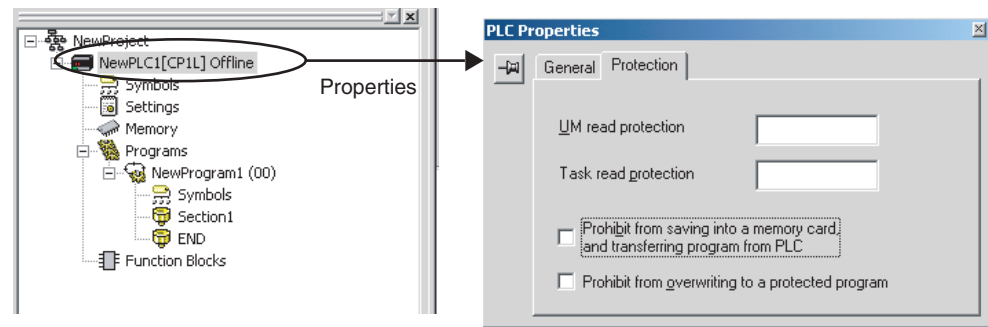 NewProject
NewPLC1[CP1L] Offline
Symbols
Settings
Memory
Programs
NewProgram1 (00)
Symbols
Section1
END
Function Blocks
Properties
PLC Properties
General Protection
UM read protection
Task read protection
Prohibit from saving into a memory card,
and transferring program from PLC
Prohibit from overwriting to a protected program